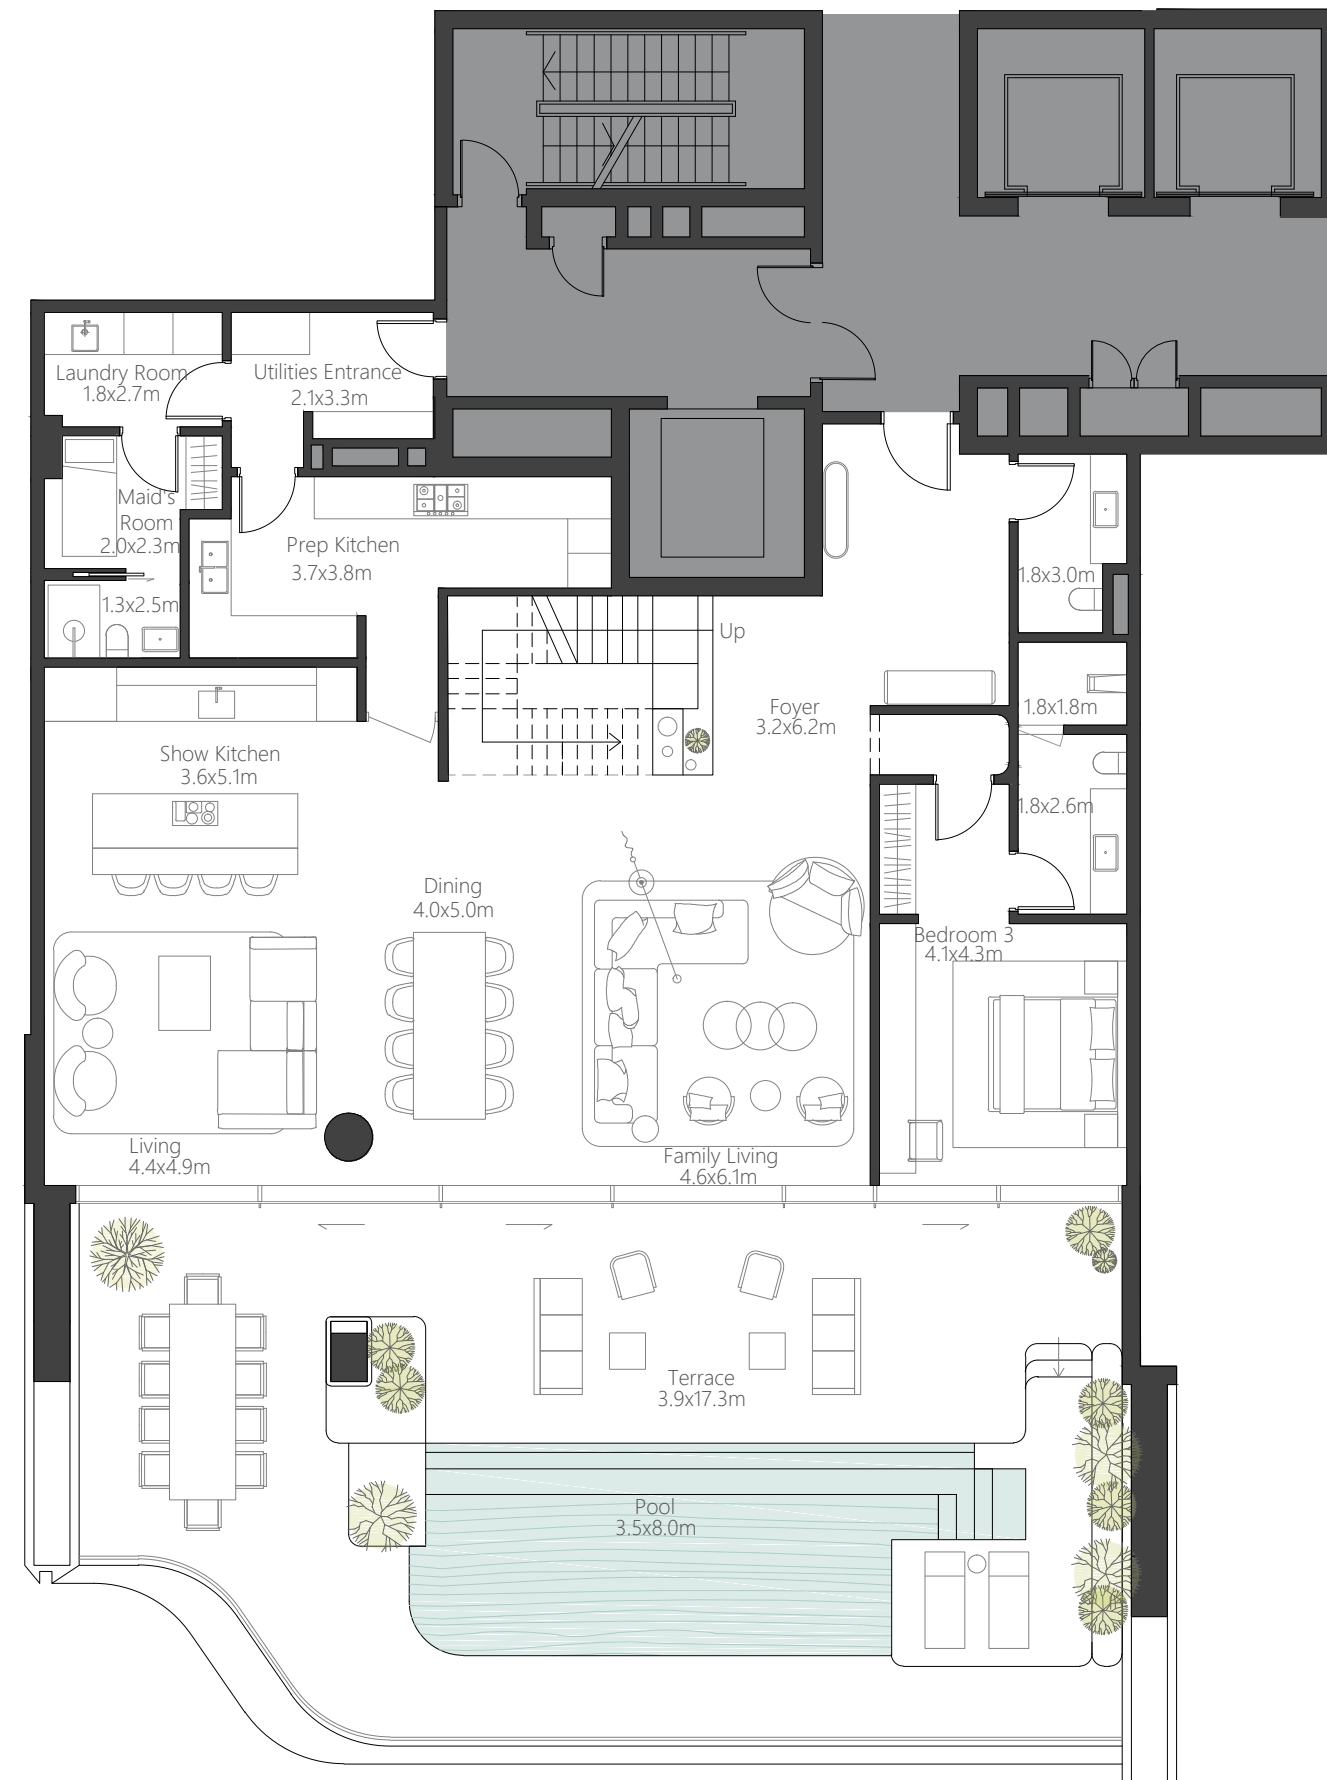 Laundry Room
1.8x2.7m
Utilities Entrance
2.1x3.3m
Maid's
Room
2.0x2.3m
Prep Kitchen
3.7x3.8m
1.3x2.5m
1.8x3.0m
Up
Foyer
3.2x6.2m
1.8x1.8m
Show Kitchen
3.6x5.1m
1.8x2.6m
Dining
4.0x5.0m
Bedroom 3
4.1x4.3m
Living
4.4x4.9m
Family Living
4.6x6.1m
Terrace
3.9x17.3m
Pool
3.5x8.0m